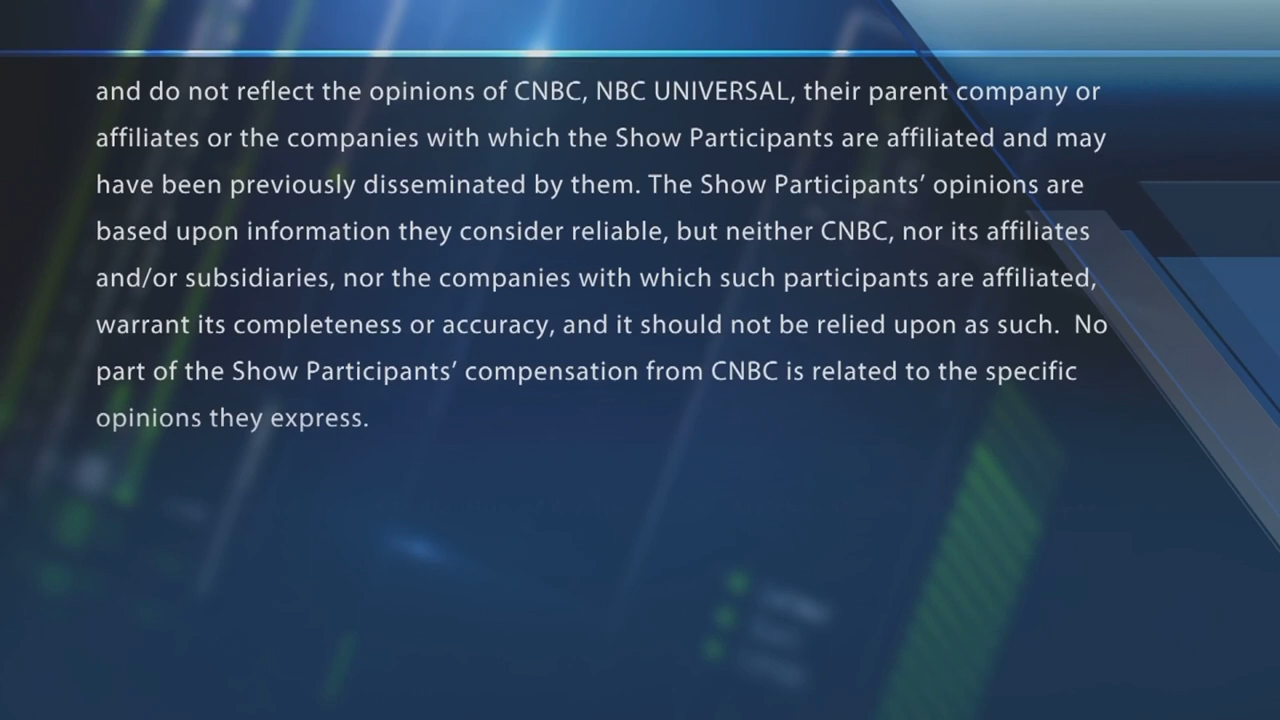 and do not reflect the opinions of CNBC, NBC UNIVERSAL, their parent company or
affiliates or the companies with which the Show Participants are affiliated and may
have been previously disseminated by them. The Show Participants’ opinions are
based upon information they consider reliable, but neither CNBC, nor its affiliates
and/or subsidiaries, nor the companies with which such participants are affiliated,
warrant its completeness or accuracy, and it should not be relied upon as such.  No
part of the Show Participants’ compensation from CNBC is related to the specific
opinions they express.